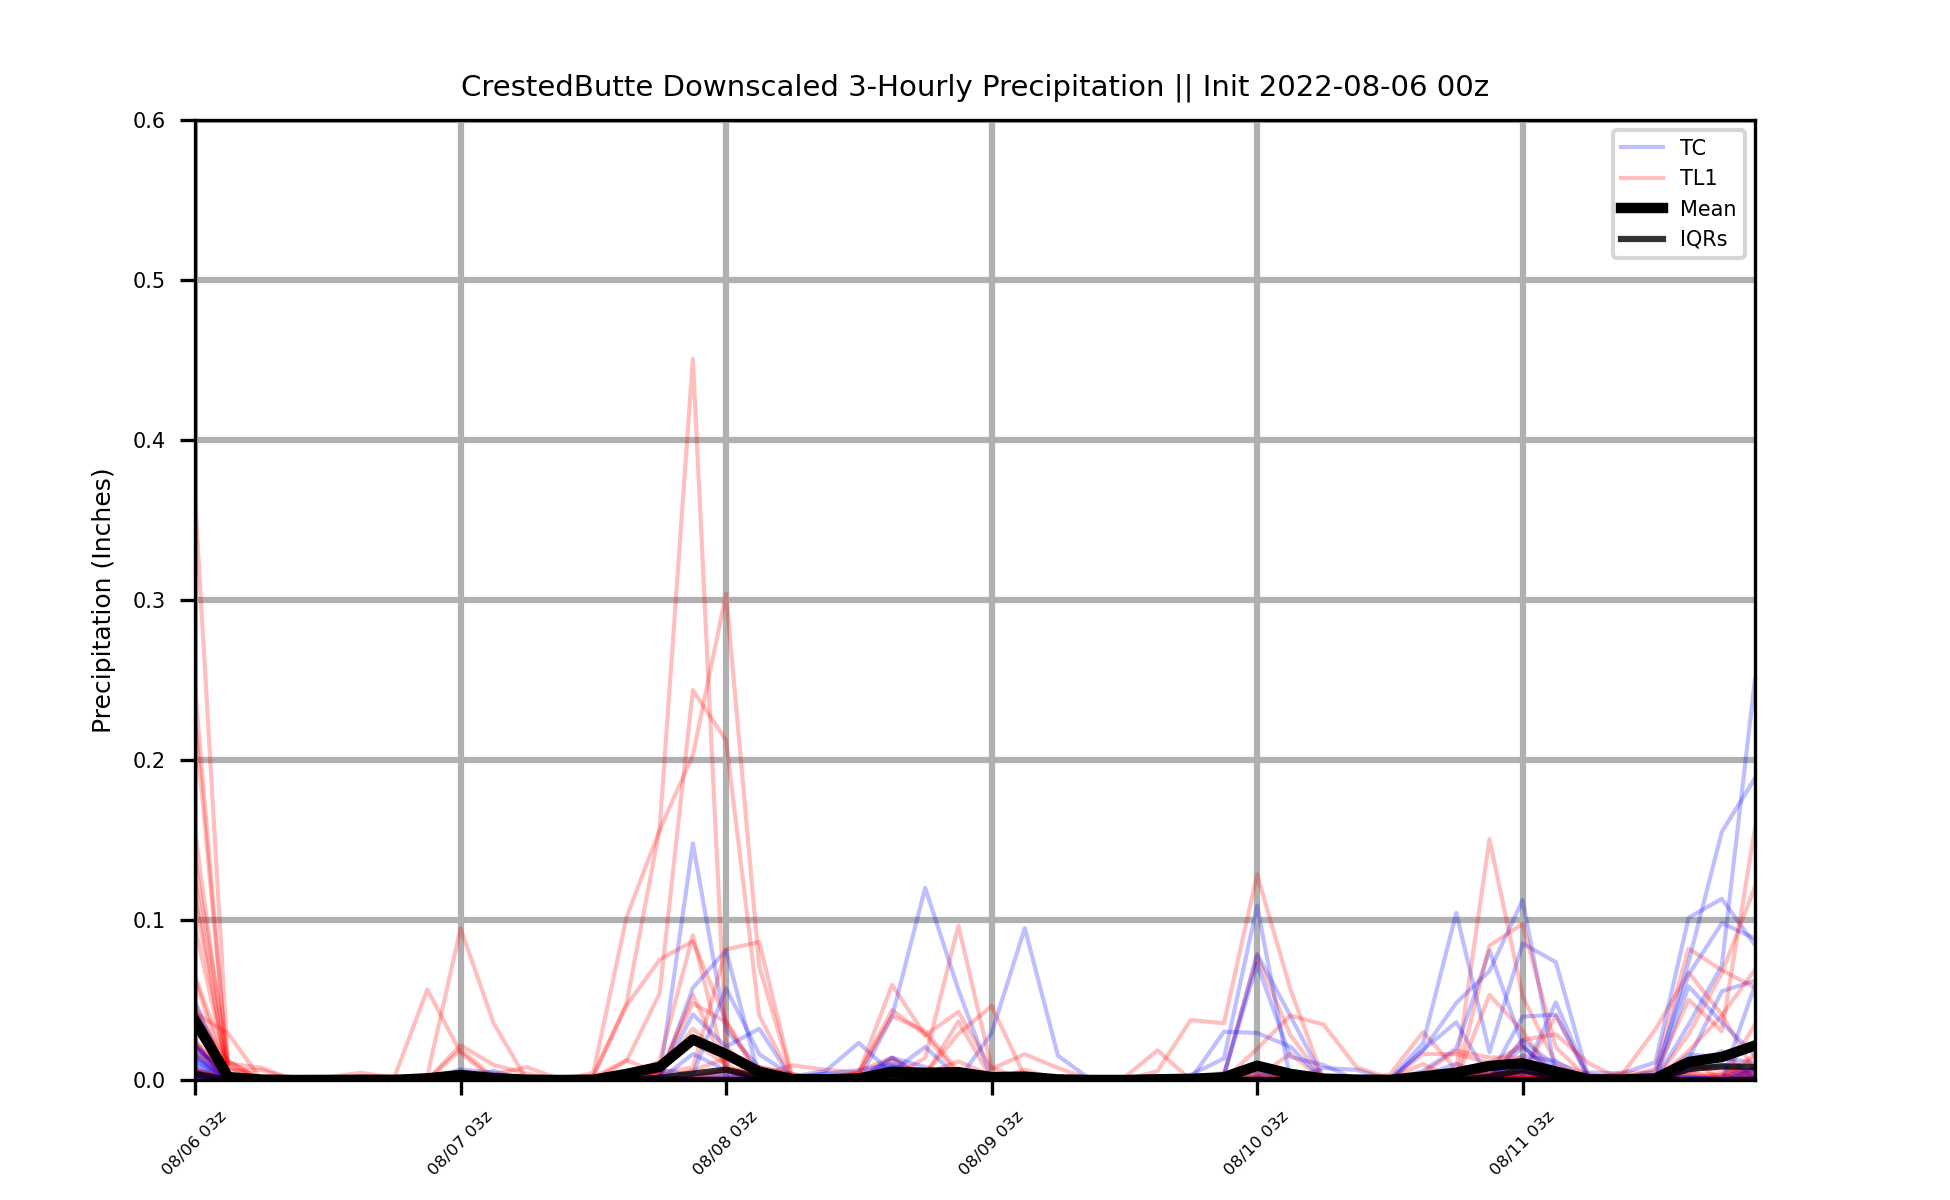 CrestedButte Downscaled 3-Hourly Precipitation || Init 2022-08-06 00z
Precipitation (Inches)
0.6
0.5
0.4
0.3
0.2
0.1
0.0
TC
TL1
Mean
IQRs
08/06 03z
08/07 03z
08/08 03z
08/09 03z
08/10 03z
08/11 03z